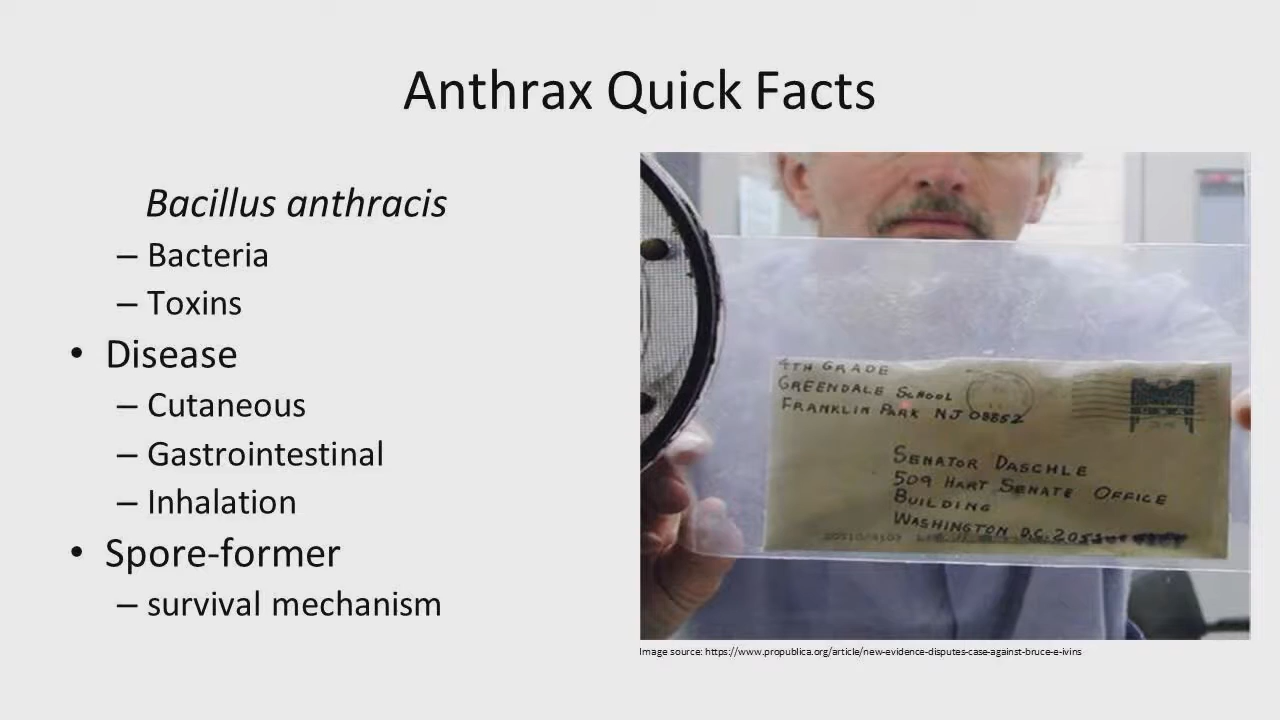 Anthrax Quick Facts
Bacillus anthracis
– Bacteria
– Toxins
• Disease
– Cutaneous
– Gastrointestinal
– Inhalation
• Spore-former
– survival mechanism
4TH GRADE
GREENDALE SCHOOL
FRANKLIN PARK NJ 08852
SENATOR DASCHLE
509 HART SENATE OFFICE
BUILDING
WASHINGTON D.C. 205
Image source: https://www.propublica.org/article/new-evidence-disputes-case-against-bruce-e-ivins